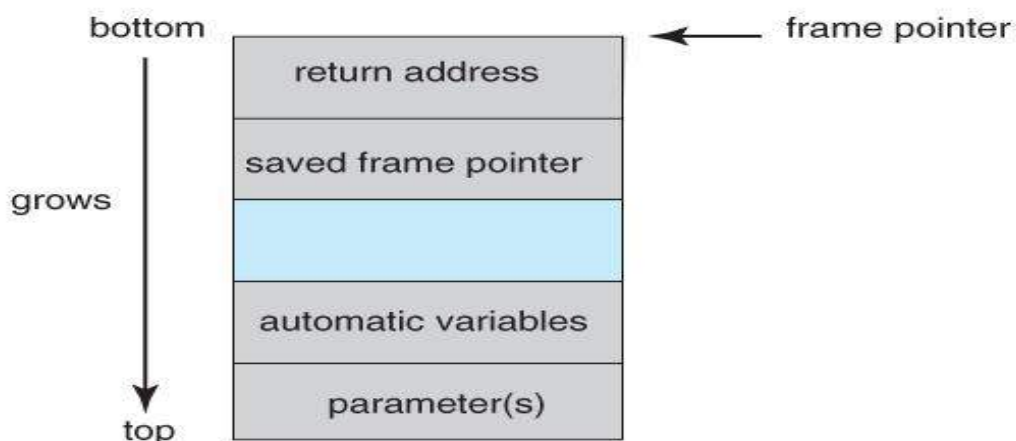 bottom
frame pointer
return address
saved frame pointer
grows
automatic variables
parameter(s)
top